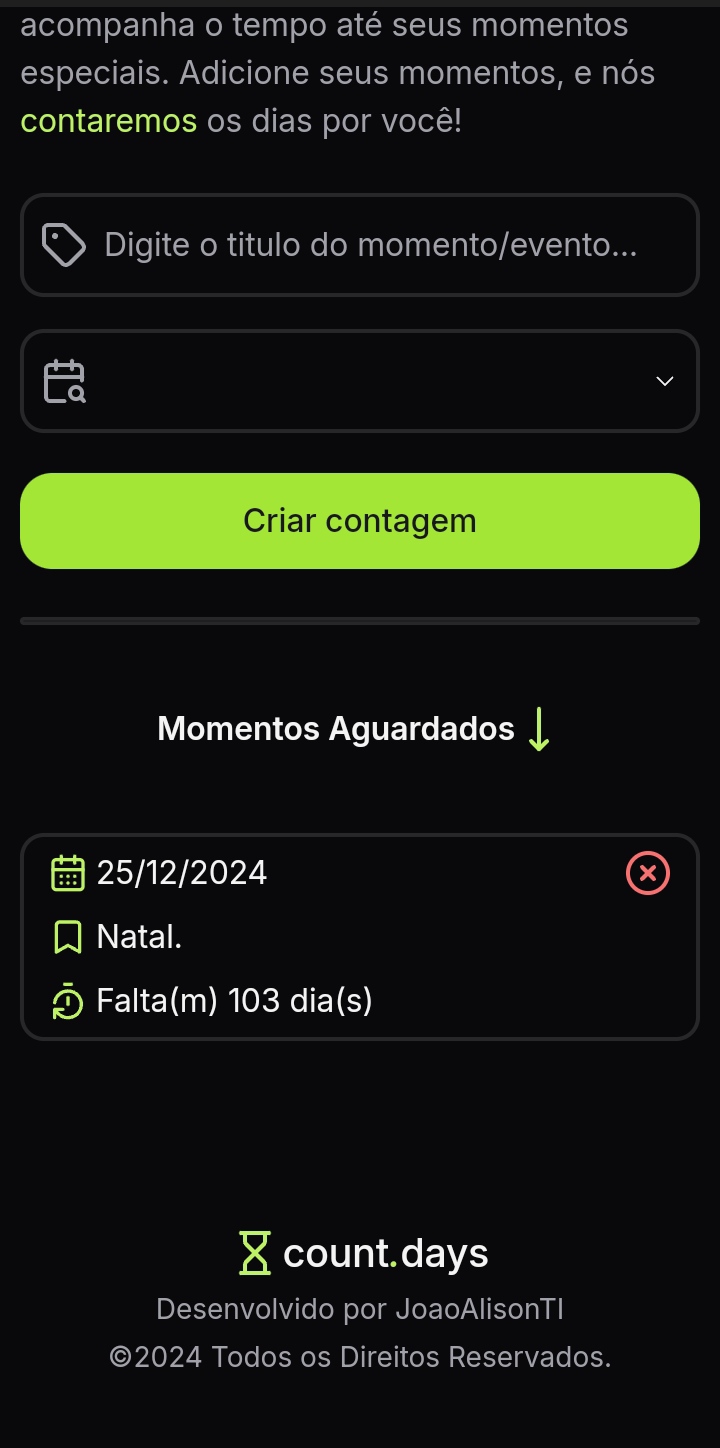 acompanha o tempo até seus momentos
especiais. Adicione seus momentos, e nós
contaremos os dias por você!
Digite o titulo do momento/evento...
Criar contagem
Momentos Aguardados
25/12/2024
Natal.
Falta(m) 103 dia(s)
count.days
Desenvolvido por JoaoAlisonTI
©2024 Todos os Direitos Reservados.